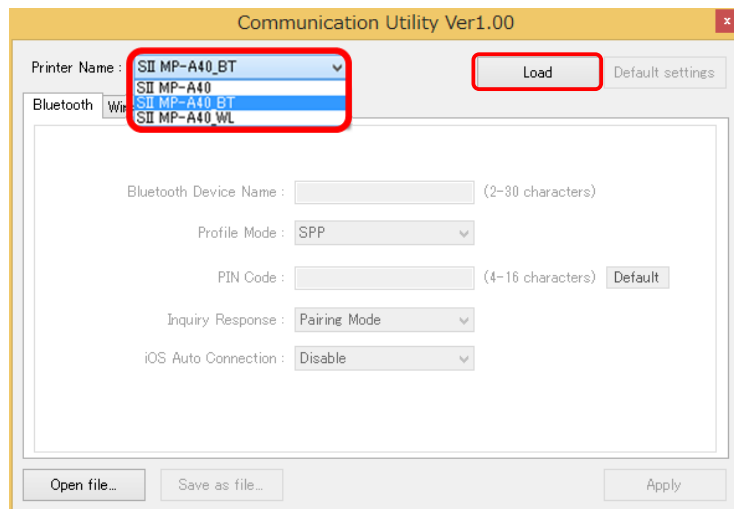 Communication Utility Ver1.00
x
Printer Name : SII MP-A40_BT
Load
Default settings
SII MP-A40
SII MP-A40_BT
SII MP-A40_WL
Bluetooth
Bluetooth Device Name : (2-30 characters)
Profile Mode : SPP
PIN Code : (4-16 characters) Default
Inquiry Response : Pairing Mode
iOS Auto Connection : Disable
Open file...
Save as file...
Apply